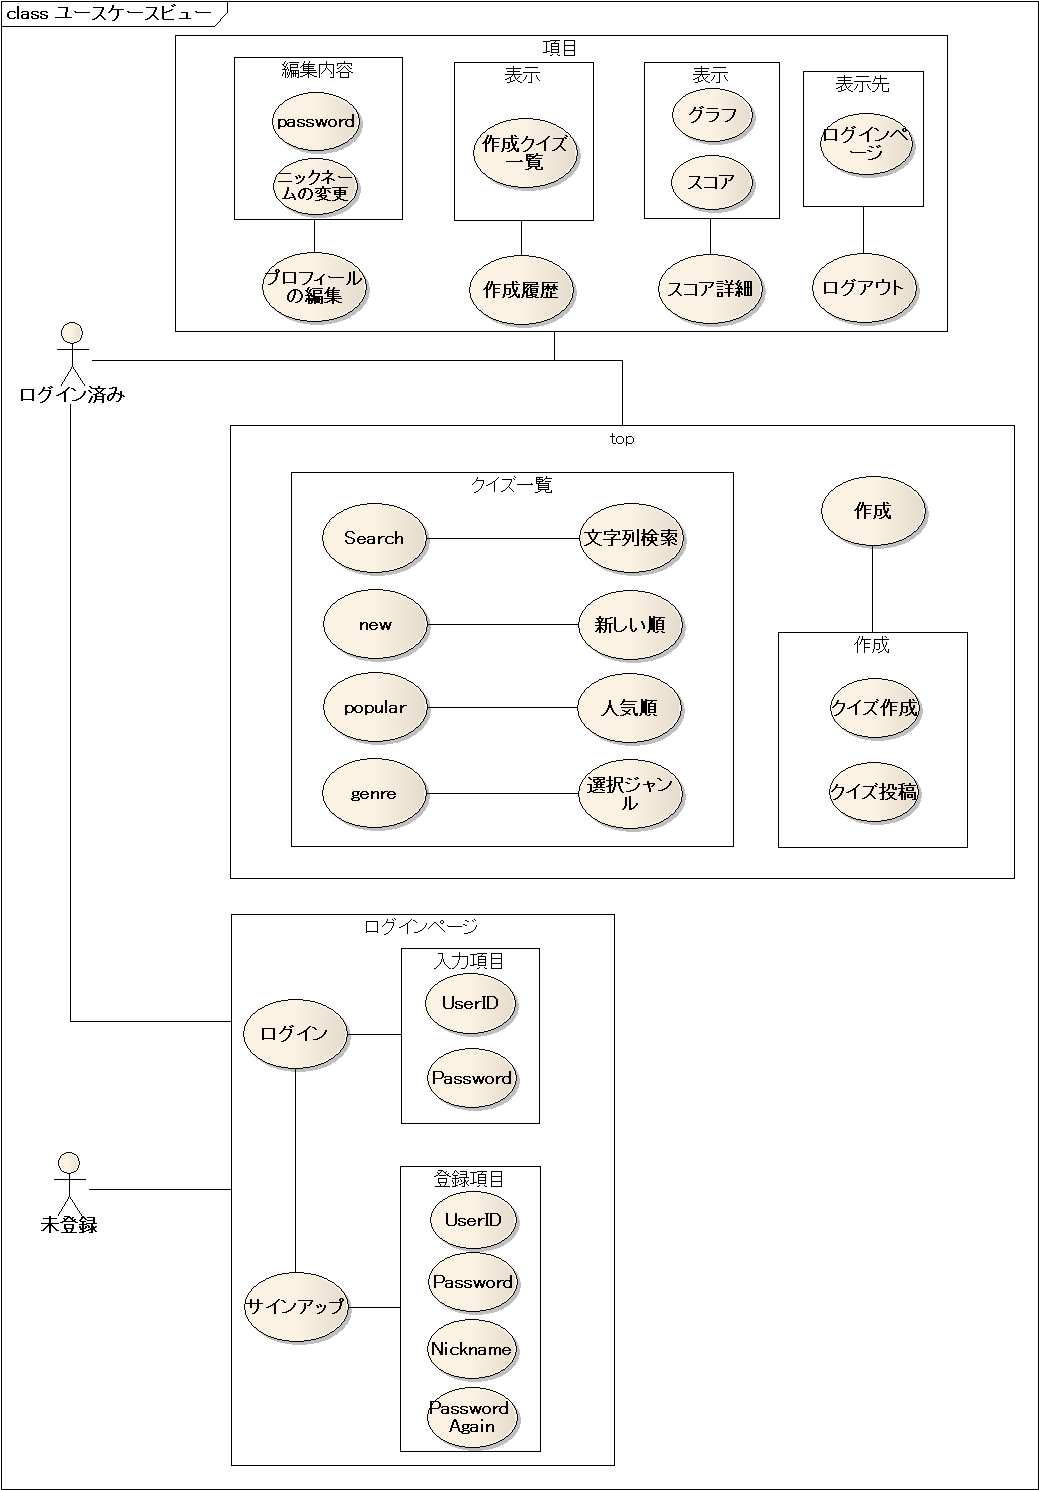 class ユースケースビュー
項目
編集内容
password
ニックネー
ムの変更
プロフィール
の編集
表示
作成クイズ
一覧
作成履歴
表示
グラフ
スコア
スコア詳細
表示先
ログインペ
ージ
ログアウト
ログイン済み
top
クイズ一覧
Search
文字列検索
new
新しい順
popular
人気順
genre
選択ジャン
ル
作成
作成
クイズ作成
クイズ投稿
ログインページ
ログイン
入力項目
UserID
Password
未登録
サインアップ
登録項目
UserID
Password
Nickname
Password
Again